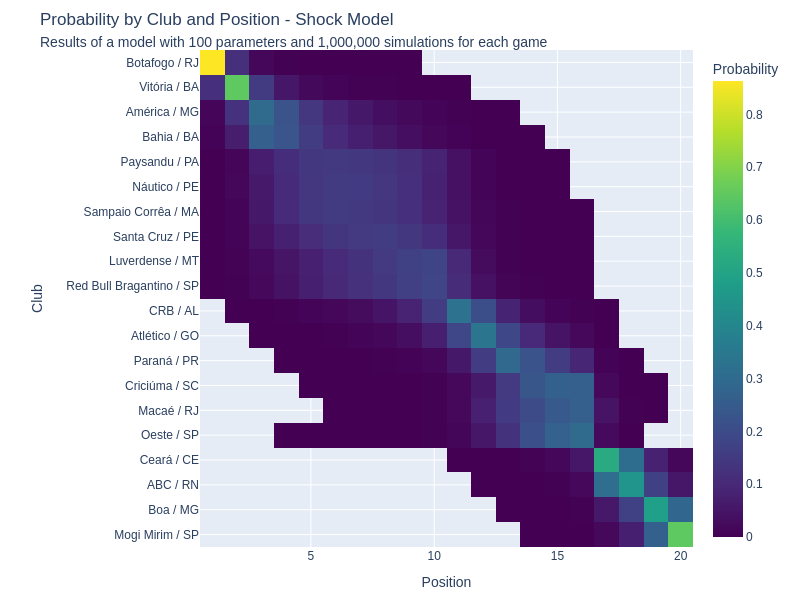 Probability by Club and Position - Shock Model
Results of a model with 100 parameters and 1,000,000 simulations for each game
Probability
Club
Botafogo / RJ
Vitória / BA
América / MG
Bahia / BA
Paysandu / PA
Náutico / PE
Sampaio Corrêa / MA
Santa Cruz / PE
Luverdense / MT
Red Bull Bragantino / SP
CRB / AL
Atlético / GO
Paraná / PR
Criciúma / SC
Macaé / RJ
Oeste / SP
Ceará / CE
ABC / RN
Boa / MG
Mogi Mirim / SP
0.8
0.7
0.6
0.5
0.4
0.3
0.2
0.1
0
5 10 15 20
Position